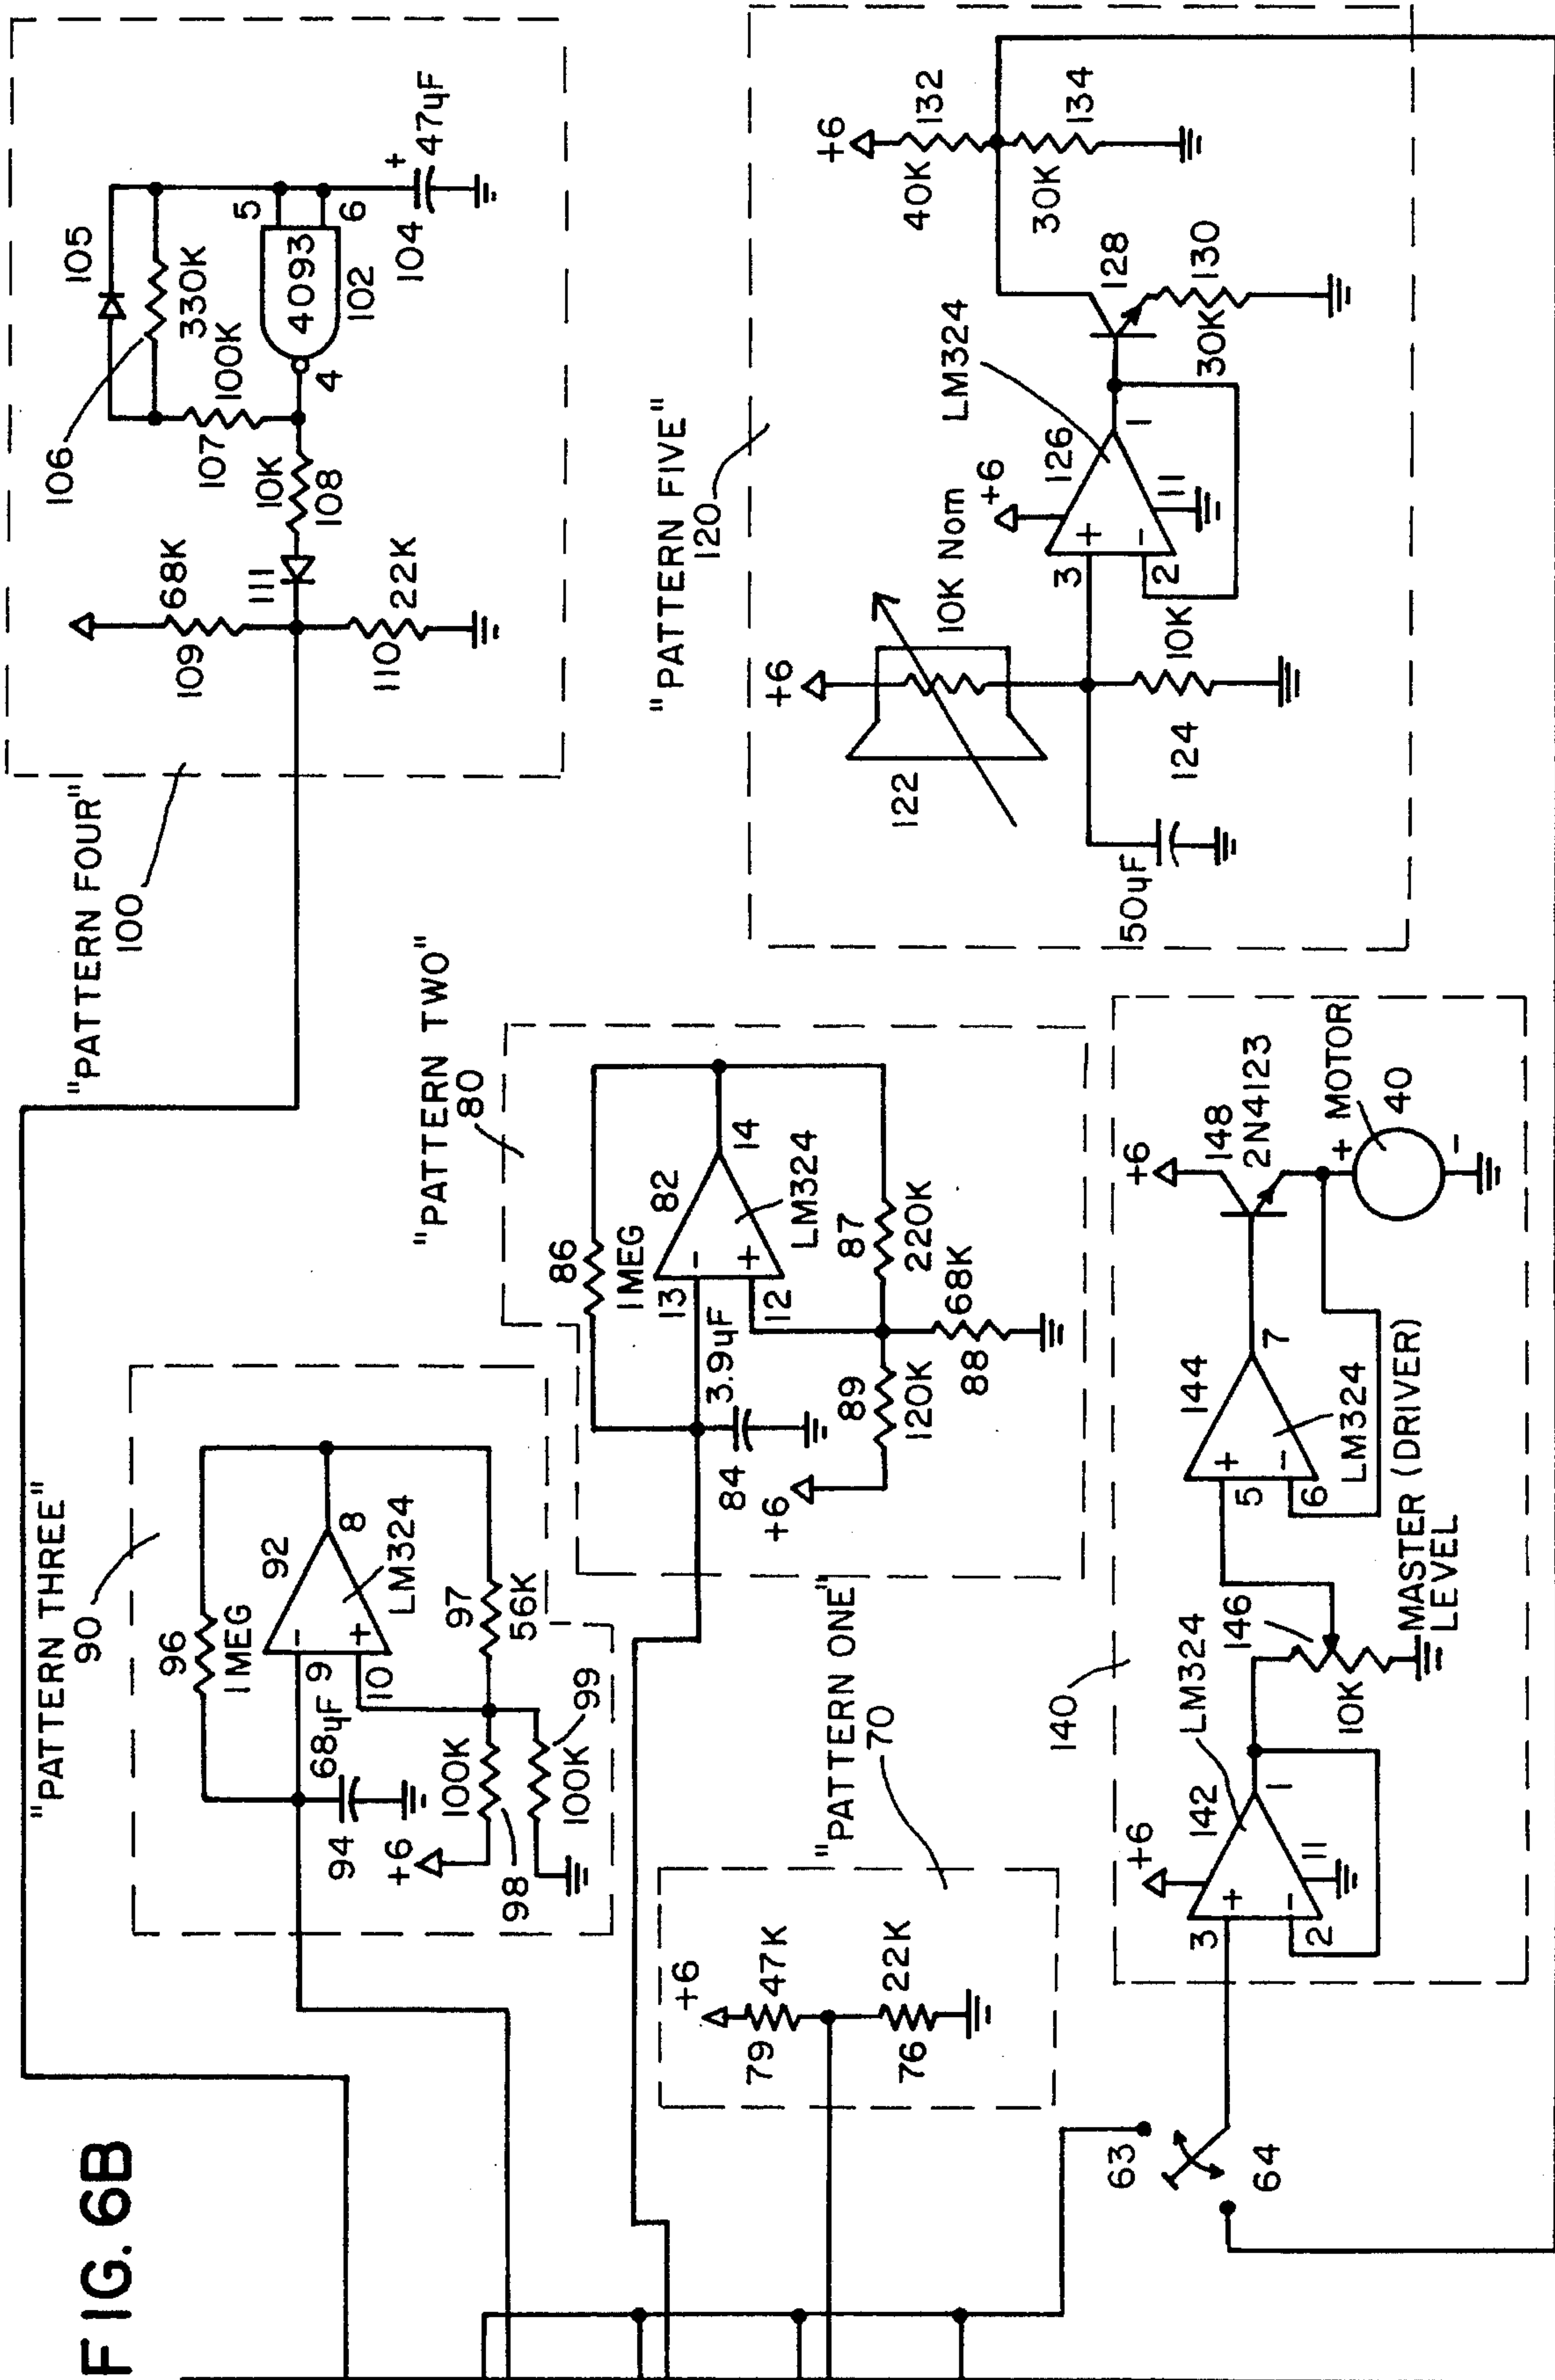 FIG. 6B
"PATTERN THREE"
90
96
1MEG
92
9
10
8
LM324
68µF
94
+6
100K
98
100K
99
97
56K
"PATTERN FOUR"
100
109
68K
111
110
22K
10K
108
106
107
100K
330K
105
4093
102
4
5
6
104
+
47µF
"PATTERN TWO"
80
86
1MEG
82
13
12
14
LM324
3.9µF
84
+6
89
120K
88
68K
87
220K
"PATTERN ONE"
70
+6
79
47K
76
22K
"PATTERN FIVE"
120
+6
122
10K Nom
50µF
124
10K
+6
126
3
2
1
11
LM324
128
30K
130
+6
40K
132
30K
134
63
64
140
+6
142
3
2
1
11
LM324
146
10K
MASTER (DRIVER)
LEVEL
144
5
6
7
LM324
+6
148
2N4123
+ MOTOR
40
-